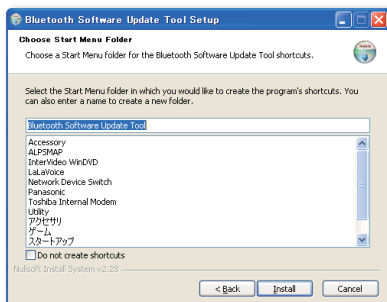 Bluetooth Software Update Tool Setup
Choose Start Menu Folder
Choose a Start Menu folder for the Bluetooth Software Update Tool shortcuts.
Select the Start Menu folder in which you would like to create the program's shortcuts. You
can also enter a name to create a new folder.
Bluetooth Software Update Tool
Accessory
ALPSMAP
InterVideo WinDVD
LaLaVoice
Network Device Switch
Panasonic
Toshiba Internal Modem
Utility
アクセサリ
ゲーム
スタートアップ
Do not create shortcuts
Nullsoft Install System v2.28
< Back
Install
Cancel